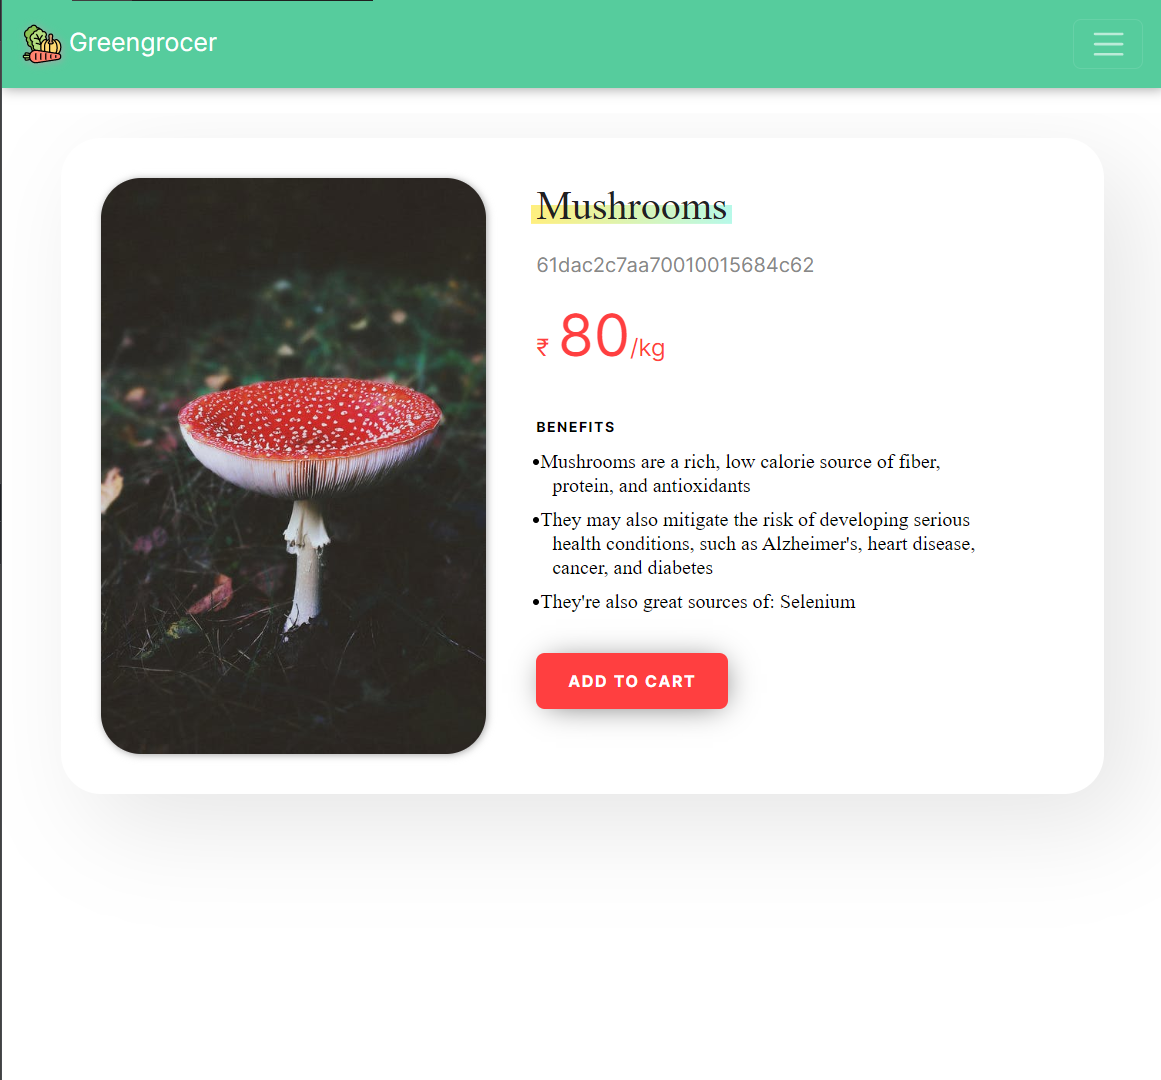 Greengrocer
Mushrooms
61dac2c7aa70010015684c62
₹ 80/kg
BENEFITS
•Mushrooms are a rich, low calorie source of fiber,
protein, and antioxidants
•They may also mitigate the risk of developing serious
health conditions, such as Alzheimer's, heart disease,
cancer, and diabetes
•They're also great sources of: Selenium
ADD TO CART